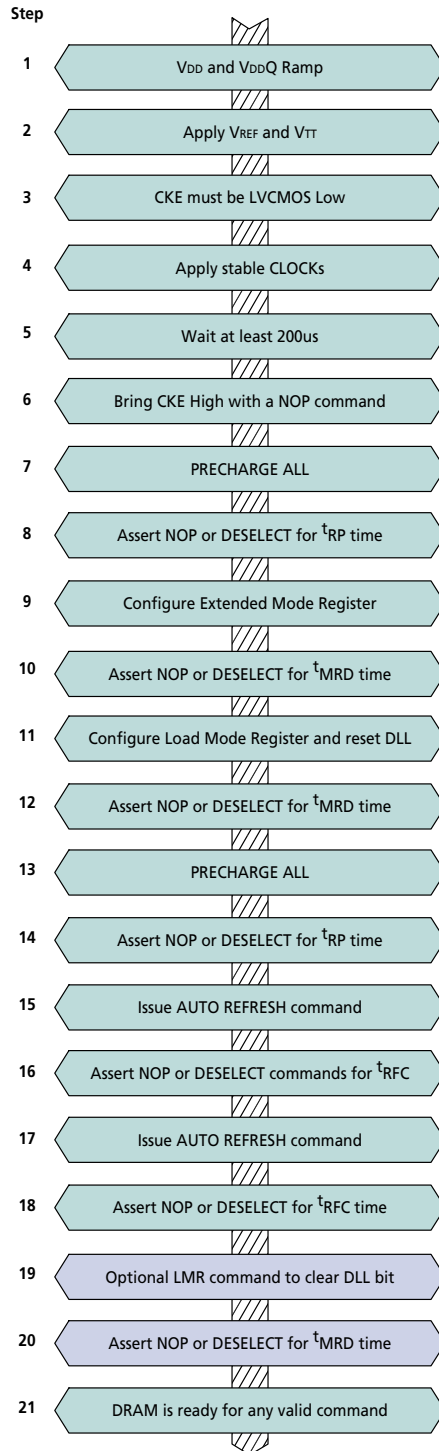 Step
1 VDD and VDDQ Ramp
2 Apply VREF and VTT
3 CKE must be LVCMOS Low
4 Apply stable CLOCKs
5 Wait at least 200us
6 Bring CKE High with a NOP command
7 PRECHARGE ALL
8 Assert NOP or DESELECT for tRP time
9 Configure Extended Mode Register
10 Assert NOP or DESELECT for tMRD time
11 Configure Load Mode Register and reset DLL
12 Assert NOP or DESELECT for tMRD time
13 PRECHARGE ALL
14 Assert NOP or DESELECT for tRP time
15 Issue AUTO REFRESH command
16 Assert NOP or DESELECT commands for tRFC
17 Issue AUTO REFRESH command
18 Assert NOP or DESELECT for tRFC time
19 Optional LMR command to clear DLL bit
20 Assert NOP or DESELECT for tMRD time
21 DRAM is ready for any valid command